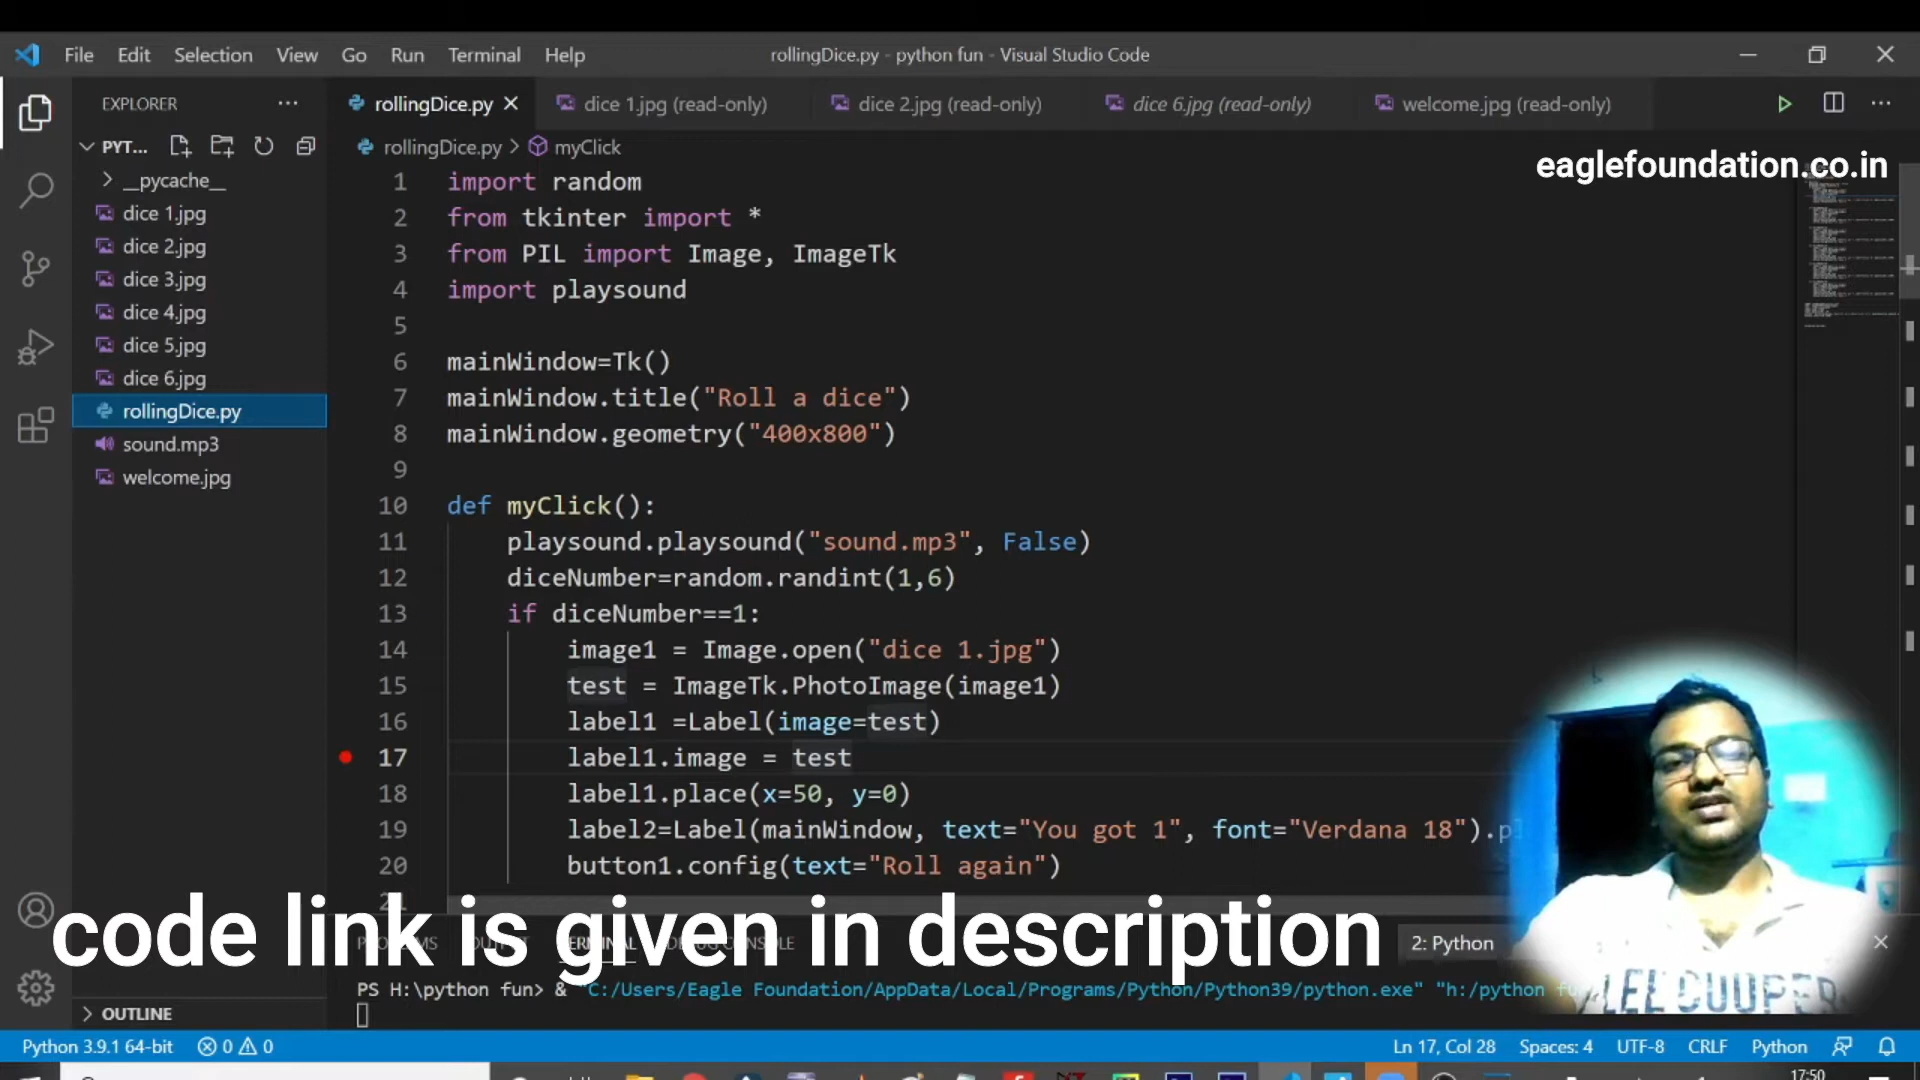 File Edit Selection View Go Run Terminal Help
rollingDice.py - python fun - Visual Studio Code
EXPLORER
rollingDice.py
dice 1.jpg (read-only)
dice 2.jpg (read-only)
dice 6.jpg (read-only)
welcome.jpg (read-only)
PYT...
rollingDice.py > myClick
eaglefoundation.co.in
__pycache__
dice 1.jpg
dice 2.jpg
dice 3.jpg
dice 4.jpg
dice 5.jpg
dice 6.jpg
rollingDice.py
sound.mp3
welcome.jpg
1 import random
2 from tkinter import *
3 from PIL import Image, ImageTk
4 import playsound
5
6 mainWindow=Tk()
7 mainWindow.title("Roll a dice")
8 mainWindow.geometry("400x800")
9
10 def myClick():
11 playsound.playsound("sound.mp3", False)
12 diceNumber=random.randint(1,6)
13 if diceNumber==1:
14 image1 = Image.open("dice 1.jpg")
15 test = ImageTk.PhotoImage(image1)
16 label1 =Label(image=test)
17 label1.image = test
18 label1.place(x=50, y=0)
19 label2=Label(mainWindow, text="You got 1", font="Verdana 18").pl
20 button1.config(text="Roll again")
code link is given in description
2: Python
PS H:\python fun> & "C:/Users/Eagle Foundation/AppData/Local/Programs/Python/Python39/python.exe" "h:/python
LEE COOPER
OUTLINE
Python 3.9.1 64-bit 0 0
Ln 17, Col 28 Spaces: 4 UTF-8 CRLF Python
17:50